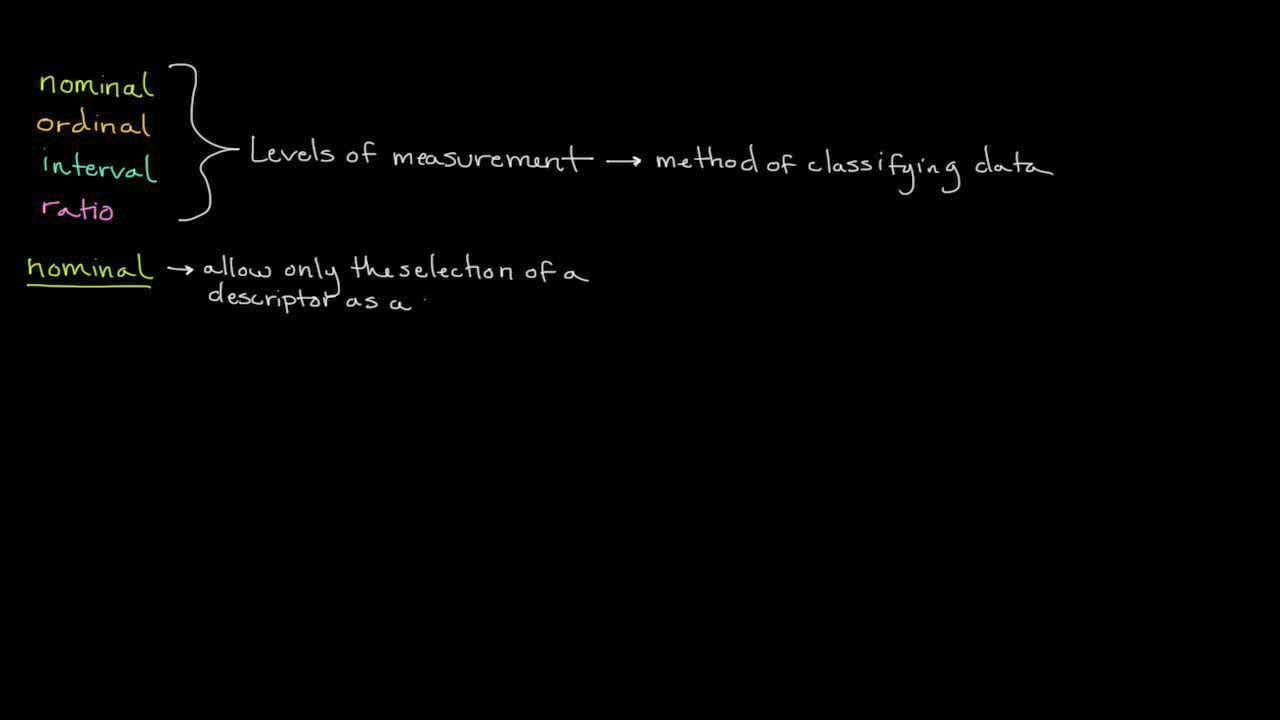 nominal
ordinal
interval
ratio
Levels of measurement → method of classifying data
nominal → allow only the selection of a
descriptor as a